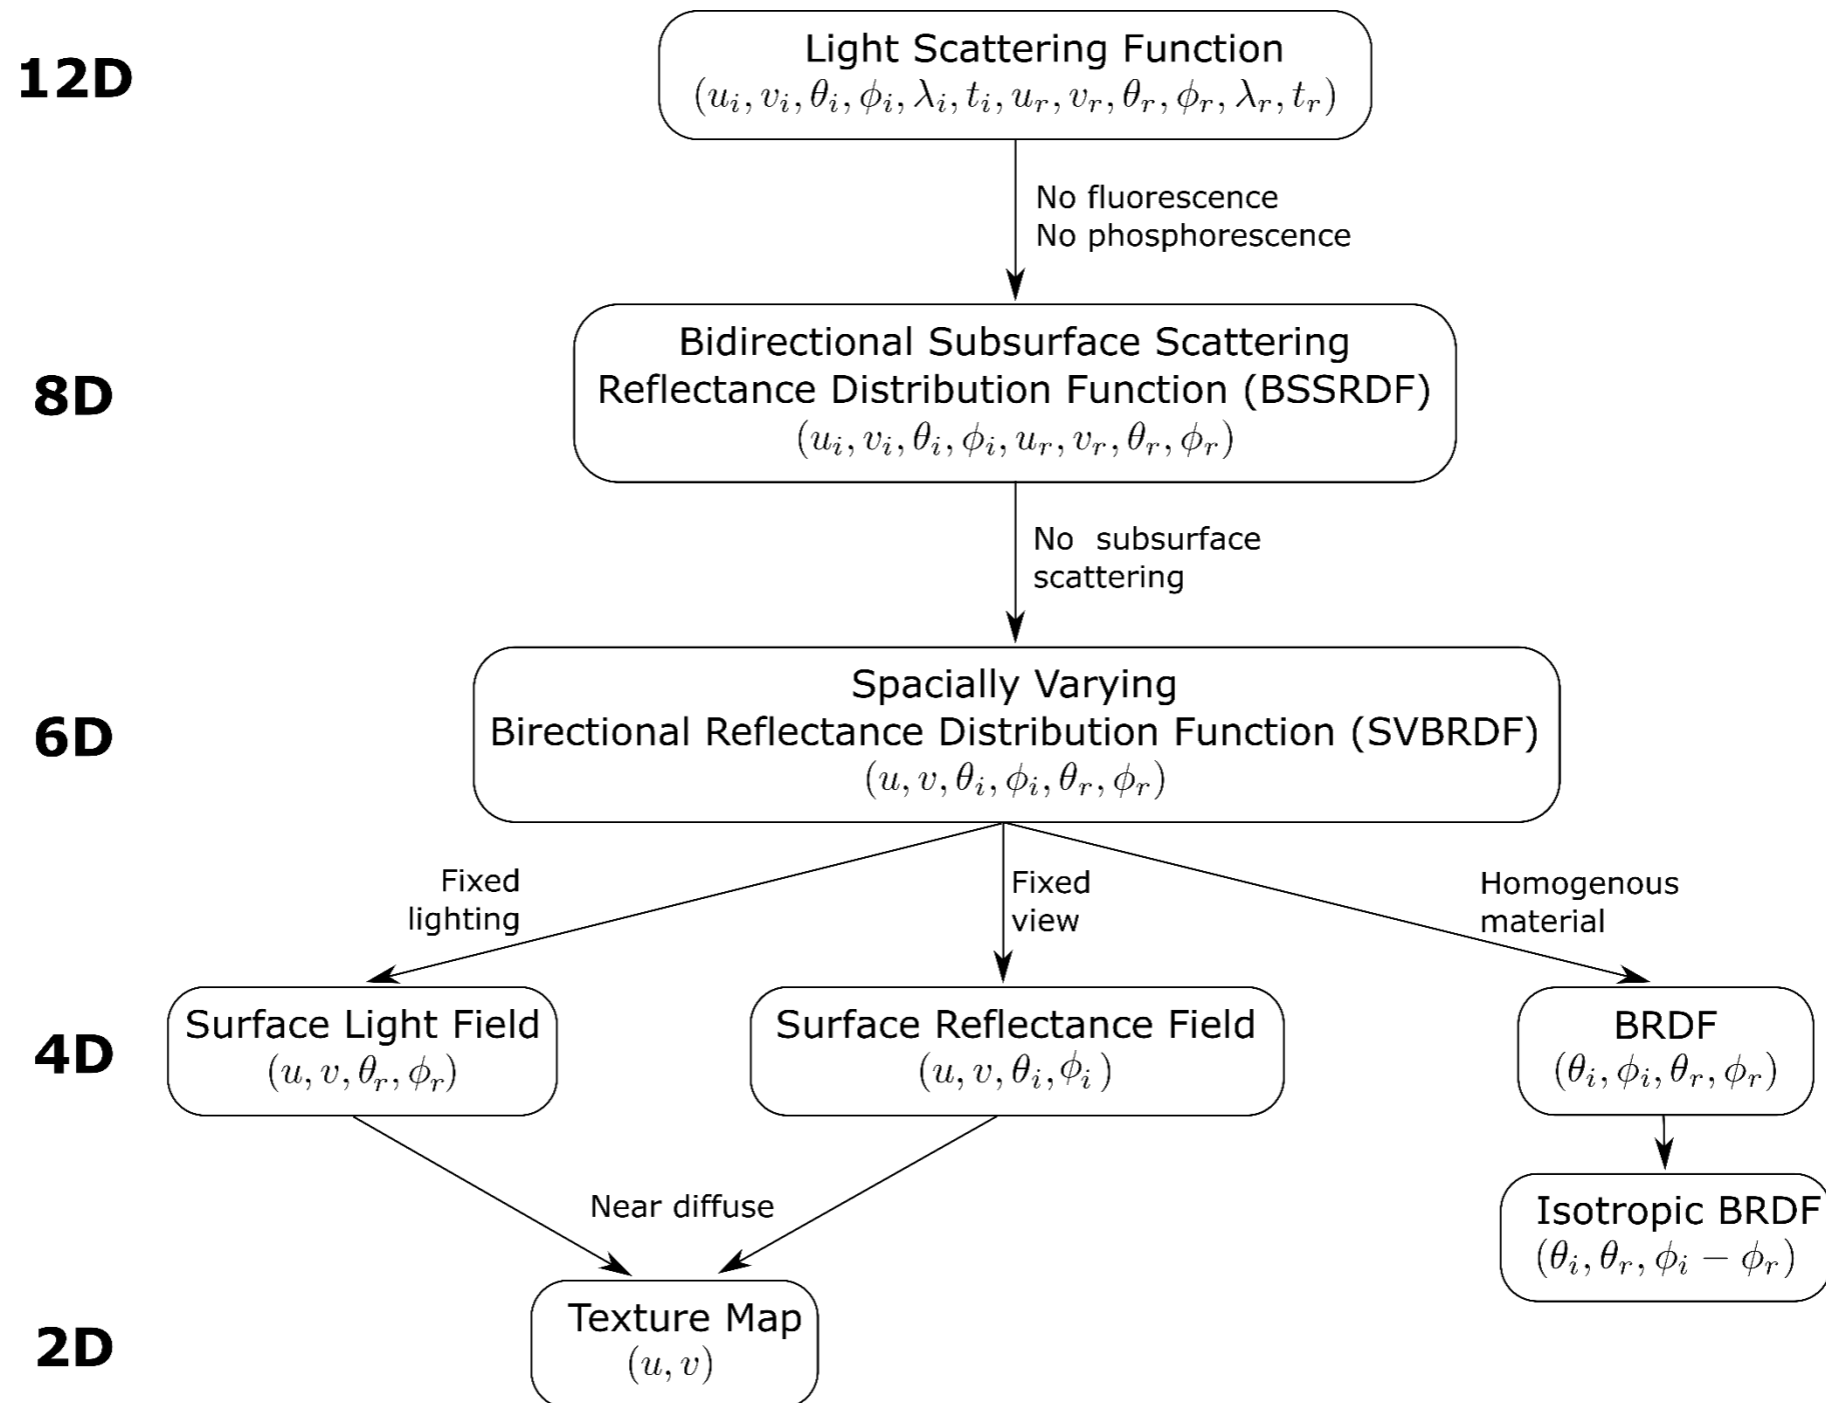 12D
Light Scattering Function
(u_i, v_i, θ_i, ϕ_i, λ_i, t_i, u_r, v_r, θ_r, ϕ_r, λ_r, t_r)
No fluorescence
No phosphorescence
8D
Bidirectional Subsurface Scattering
Reflectance Distribution Function (BSSRDF)
(u_i, v_i, θ_i, ϕ_i, u_r, v_r, θ_r, ϕ_r)
No subsurface
scattering
6D
Spacially Varying
Birectional Reflectance Distribution Function (SVBRDF)
(u, v, θ_i, ϕ_i, θ_r, ϕ_r)
Fixed
lighting
Fixed
view
Homogenous
material
4D
Surface Light Field
(u, v, θ_r, ϕ_r)
Surface Reflectance Field
(u, v, θ_i, ϕ_i)
BRDF
(θ_i, ϕ_i, θ_r, ϕ_r)
Near diffuse
Isotropic BRDF
(θ_i, θ_r, ϕ_i − ϕ_r)
2D
Texture Map
(u, v)